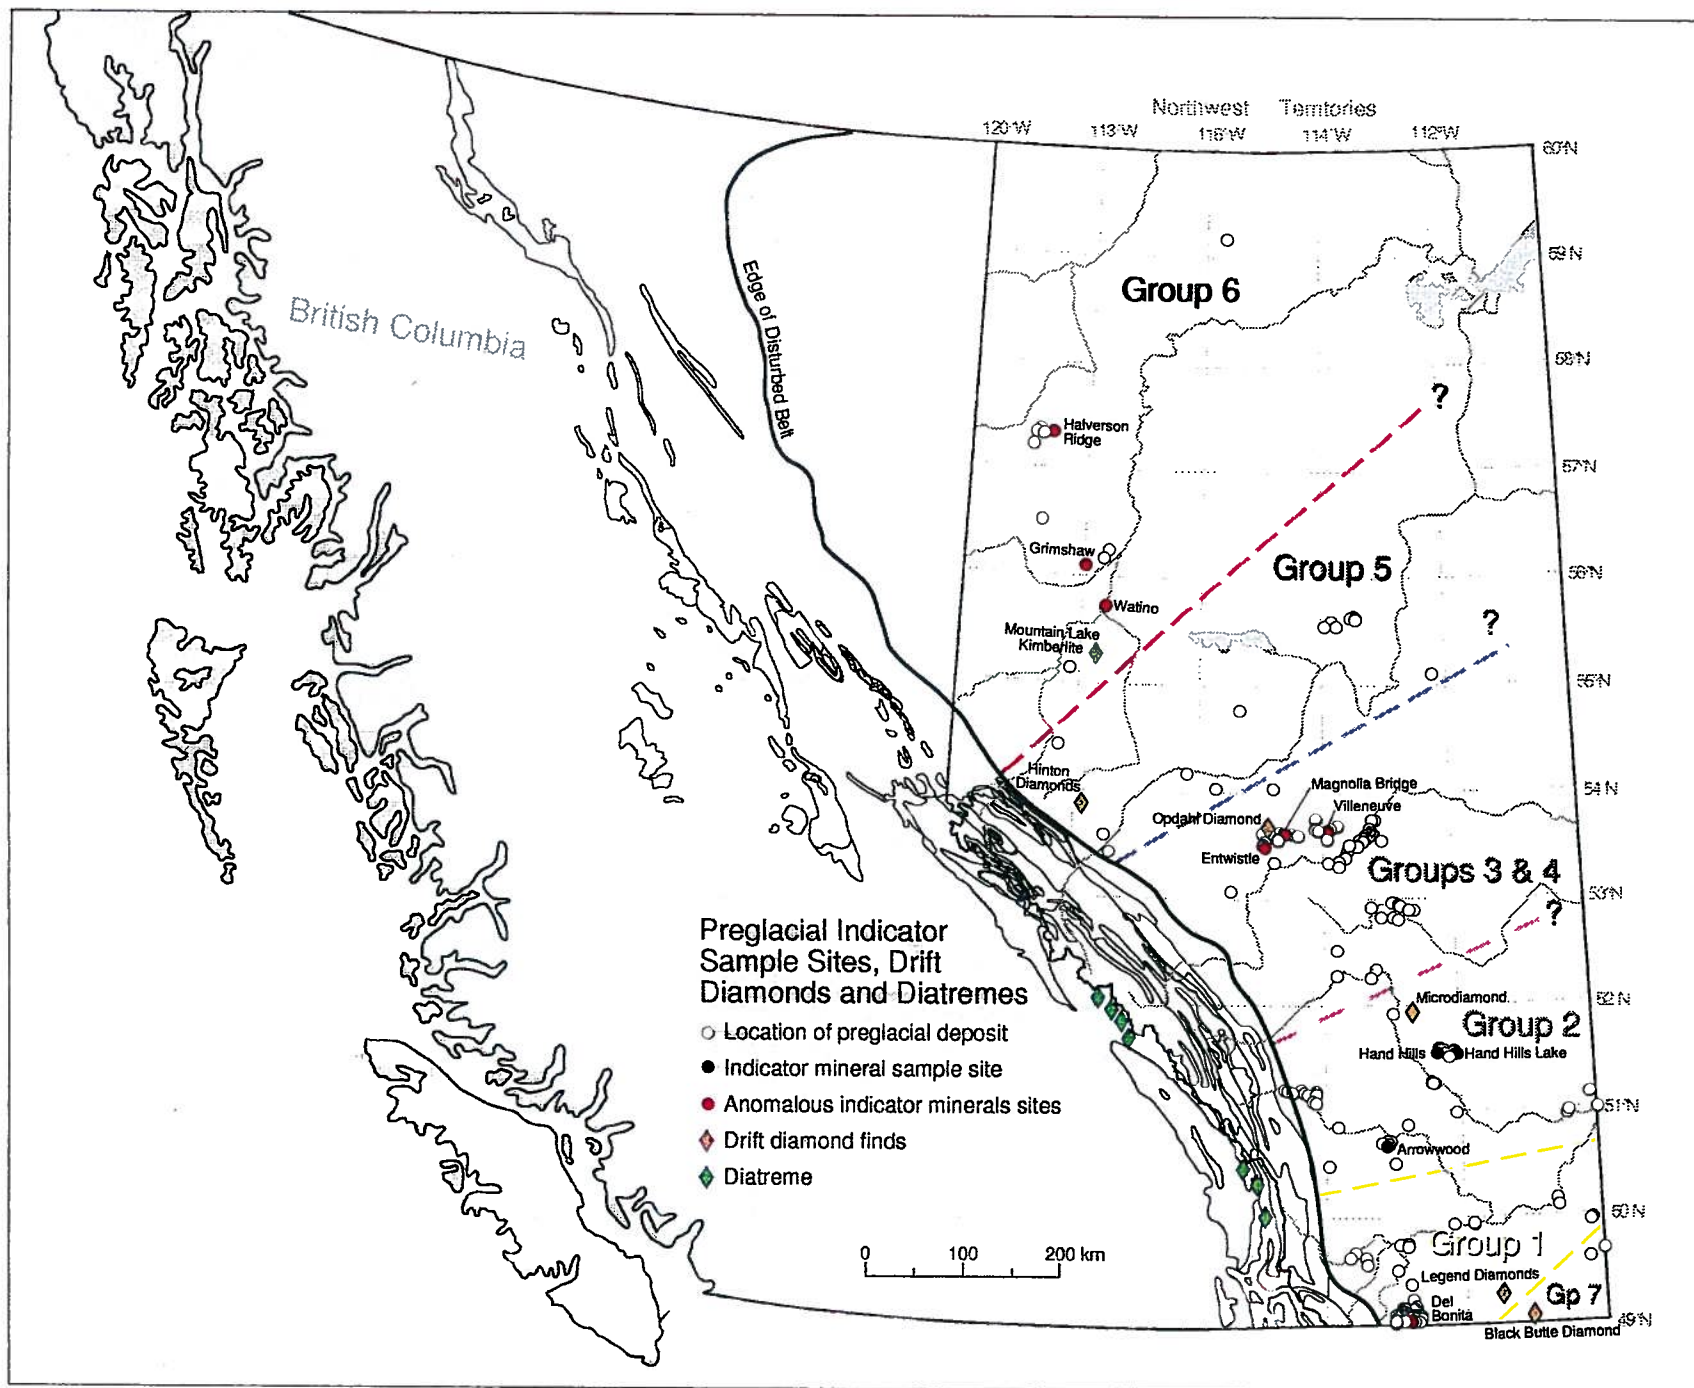 Northwest Territories
120°W 113°W 116°W 114°W 112°W
60°N
59°N
Group 6
Edge of Disturbed Belt
British Columbia
58°N
?
Halverson
Ridge
57°N
Grimshaw
Group 5
56°N
Watino
?
Mountain Lake
Kimberlite
55°N
Hinton
Diamonds
Magnolia Bridge
54°N
Villeneuve
Opdahl Diamond
Entwistle
Groups 3 & 4
53°N
?
Preglacial Indicator
Sample Sites, Drift
Diamonds and Diatremes
Microdiamond
52°N
Group 2
Location of preglacial deposit
Hand Hills
Hand Hills Lake
Indicator mineral sample site
Anomalous indicator minerals sites
51°N
Drift diamond finds
Arrowwood
Diatreme
50°N
Group 1
0 100 200 km
Legend Diamonds
Gp 7
Del
Bonita
49°N
Black Butte Diamond